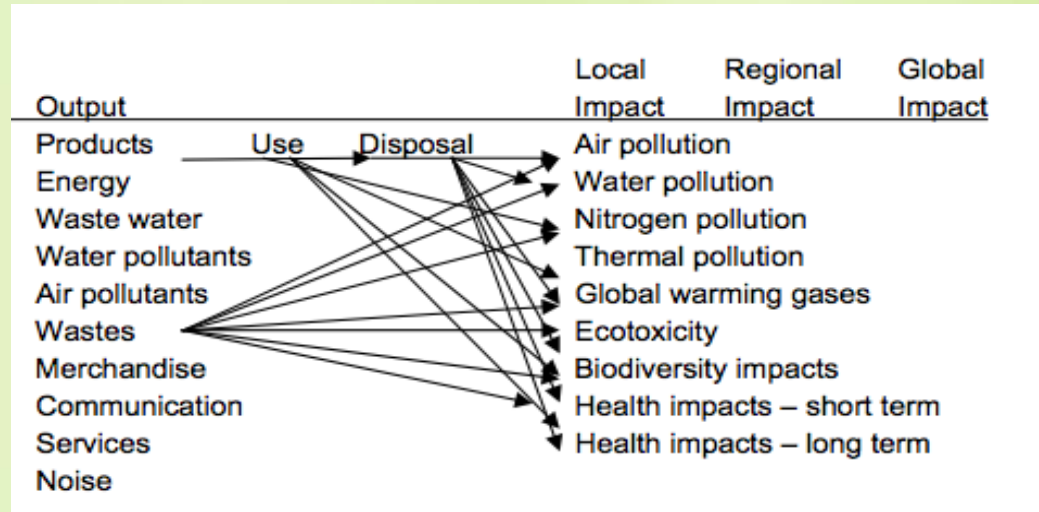 Local Regional Global
Output Impact Impact Impact
Products Use Disposal Air pollution
Energy Water pollution
Waste water Nitrogen pollution
Water pollutants Thermal pollution
Air pollutants Global warming gases
Wastes Ecotoxicity
Merchandise Biodiversity impacts
Communication Health impacts – short term
Services Health impacts – long term
Noise